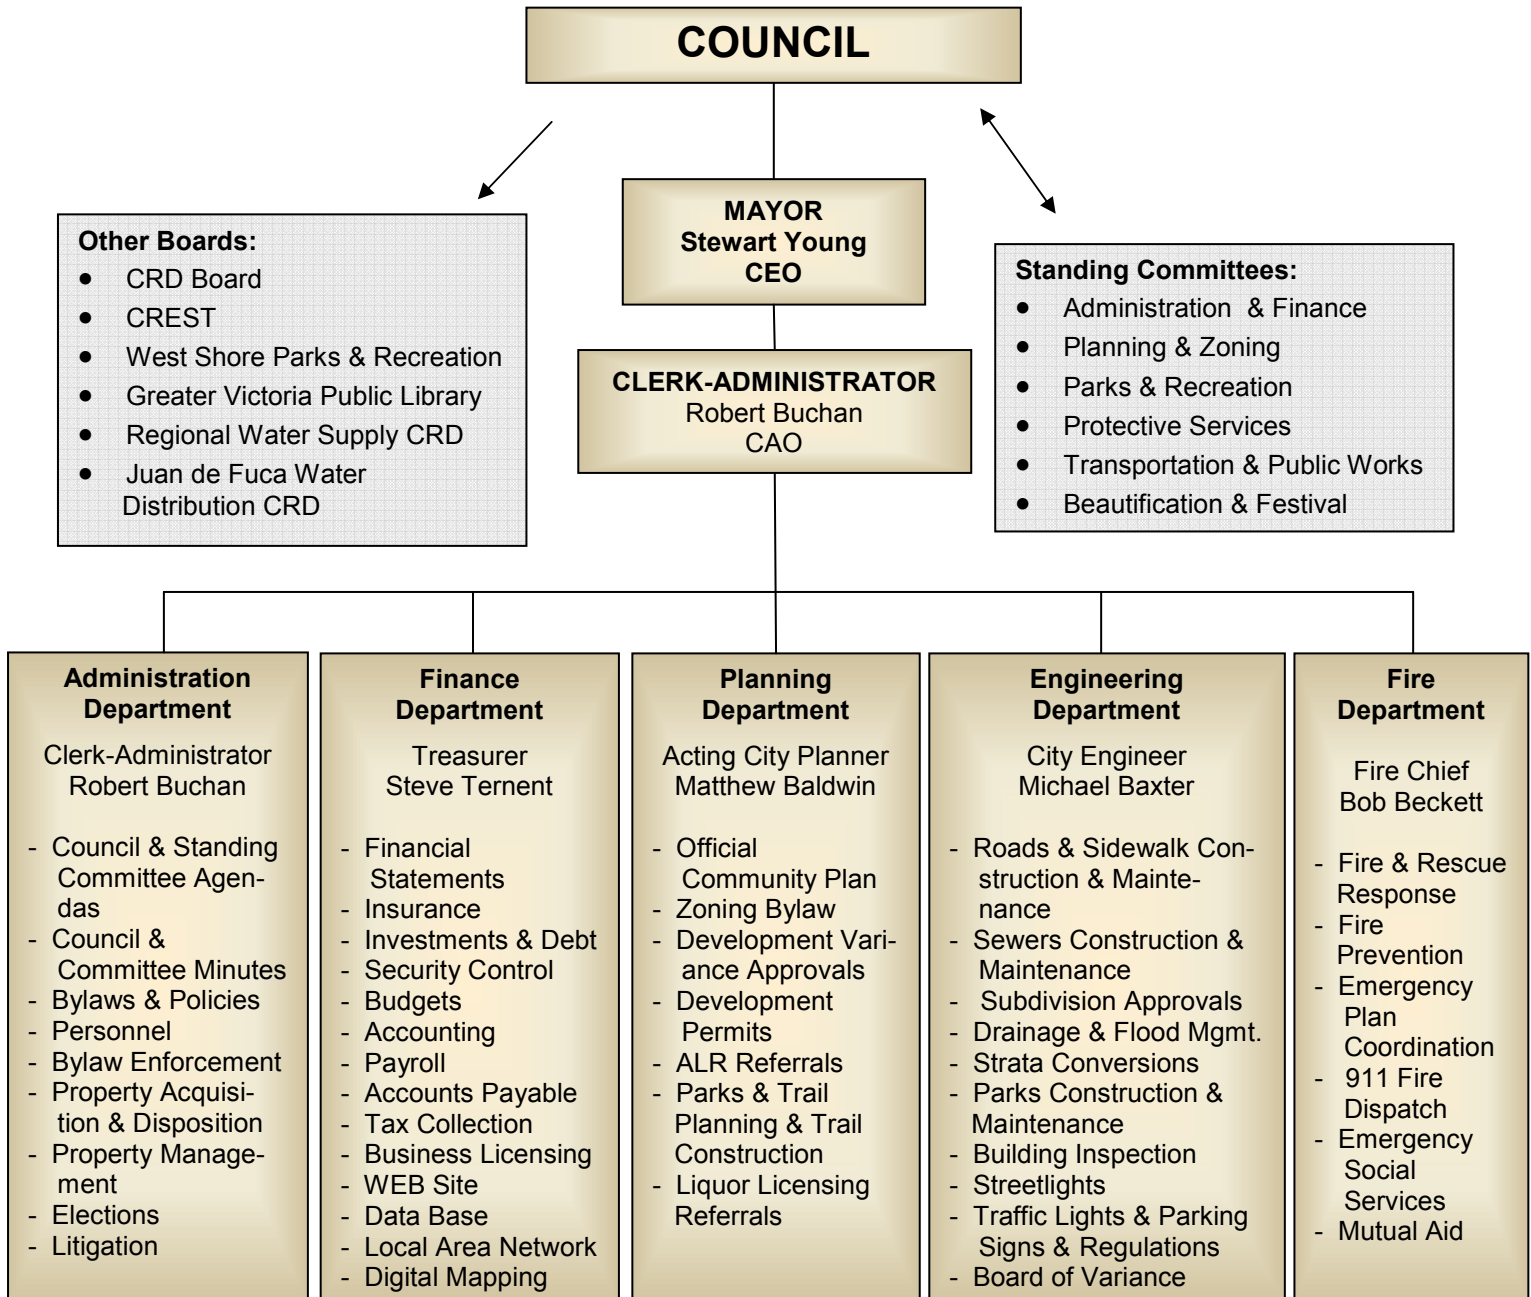 COUNCIL
MAYOR
Stewart Young
CEO
Other Boards:
● CRD Board
● CREST
● West Shore Parks & Recreation
● Greater Victoria Public Library
● Regional Water Supply CRD
● Juan de Fuca Water
Distribution CRD
Standing Committees:
● Administration & Finance
● Planning & Zoning
● Parks & Recreation
● Protective Services
● Transportation & Public Works
● Beautification & Festival
CLERK-ADMINISTRATOR
Robert Buchan
CAO
Administration
Department
Clerk-Administrator
Robert Buchan
- Council & Standing
Committee Agen-
das
- Council &
Committee Minutes
- Bylaws & Policies
- Personnel
- Bylaw Enforcement
- Property Acquisi-
tion & Disposition
- Property Manage-
ment
- Elections
- Litigation
Finance
Department
Treasurer
Steve Ternent
- Financial
Statements
- Insurance
- Investments & Debt
- Security Control
- Budgets
- Accounting
- Payroll
- Accounts Payable
- Tax Collection
- Business Licensing
- WEB Site
- Data Base
- Local Area Network
- Digital Mapping
Planning
Department
Acting City Planner
Matthew Baldwin
- Official
Community Plan
- Zoning Bylaw
- Development Vari-
ance Approvals
- Development
Permits
- ALR Referrals
- Parks & Trail
Planning & Trail
Construction
- Liquor Licensing
Referrals
Engineering
Department
City Engineer
Michael Baxter
- Roads & Sidewalk Con-
struction & Mainte-
nance
- Sewers Construction &
Maintenance
- Subdivision Approvals
- Drainage & Flood Mgmt.
- Strata Conversions
- Parks Construction &
Maintenance
- Building Inspection
- Streetlights
- Traffic Lights & Parking
Signs & Regulations
- Board of Variance
Fire
Department
Fire Chief
Bob Beckett
- Fire & Rescue
Response
- Fire
Prevention
- Emergency
Plan
Coordination
- 911 Fire
Dispatch
- Emergency
Social
Services
- Mutual Aid